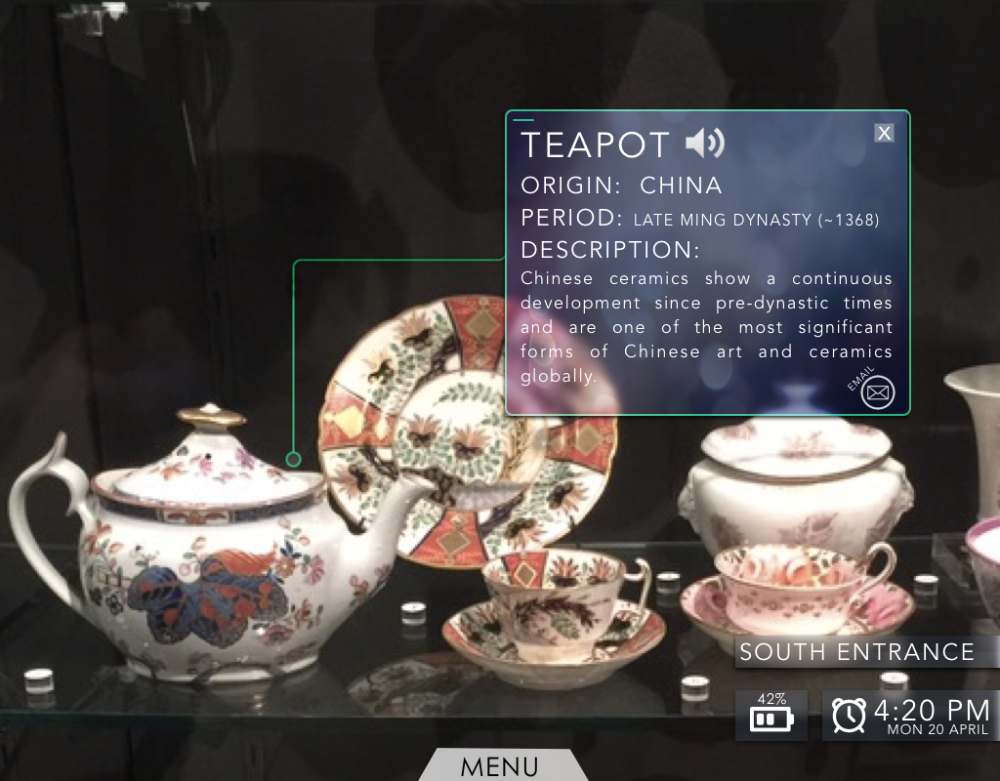 TEAPOT
X
ORIGIN: CHINA
PERIOD: LATE MING DYNASTY (~1368)
DESCRIPTION:
Chinese ceramics show a continuous
development since pre-dynastic times
and are one of the most significant
forms of Chinese art and ceramics
globally.
EMAIL
SOUTH ENTRANCE
42%
4:20 PM
MON 20 APRIL
MENU